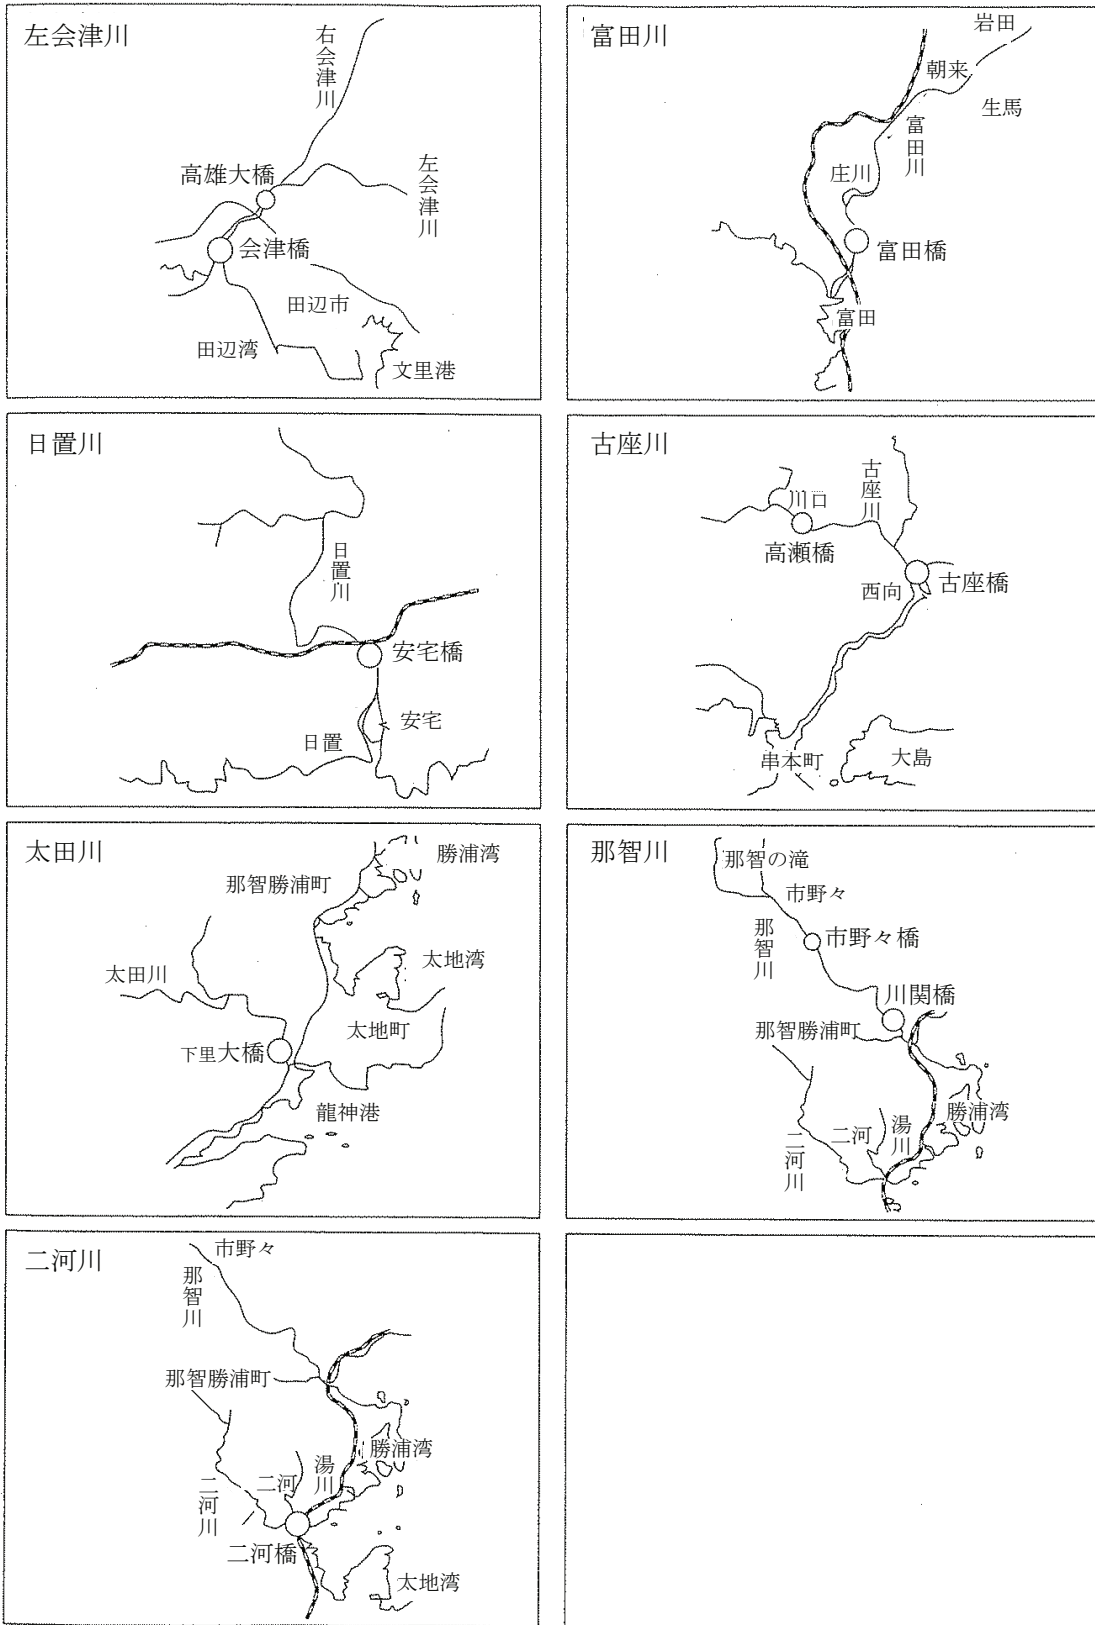 左会津川
右会津川
高雄大橋
左会津川
会津橋
田辺市
田辺湾
文里港
富田川
岩田
朝来
生馬
富田川
庄川
富田橋
富田
日置川
日置川
安宅橋
安宅
日置
古座川
古座川
川口
高瀬橋
西向
古座橋
串本町
大島
太田川
勝浦湾
那智勝浦町
太地湾
太田川
太地町
下里大橋
龍神港
那智川
那智の滝
市野々
那智川
市野々橋
川関橋
那智勝浦町
勝浦湾
湯川
二河
二河川
二河川
市野々
那智川
那智勝浦町
勝浦湾
湯川
二河
二河川
二河橋
太地湾